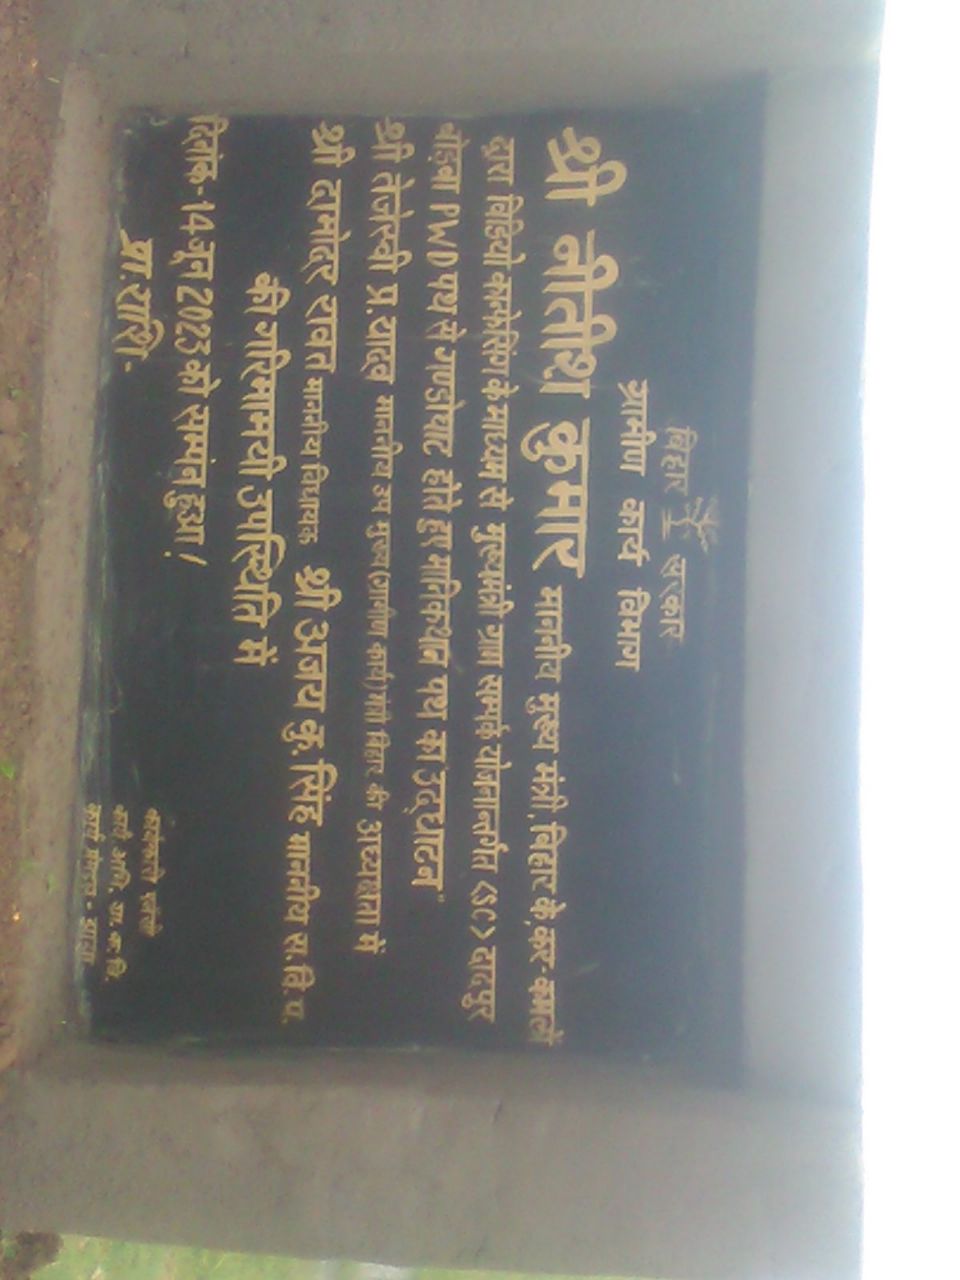 बिहार सरकार
ग्रामीण कार्य विभाग
श्री नीतीश कुमार माननीय मुख्य मंत्री, बिहार के, कर-कमलो
द्वारा विडियो कान्फ्रेसिंग के माध्यम से मुख्यमंत्री ग्राम सम्पर्क योजनान्तर्गत <SC> दादपुर
बोड़वा PWD पथ से गण्डोघाट होते हुए मानिकथान पथ का उद्घाटन"
श्री तेजस्वी प्र. यादव माननीय उप मुख्य (ग्रामीण कार्य) मंत्री बिहार की अध्यक्षता में
श्री दामोदर रावत माननीय विधायक श्री अजय कु. सिंह माननीय स. वि. प.
की गरिमामयी उपस्थिति में
दिनांक-14 जून 2023 को सम्पंन हुआ !
प्रा. राशि-
कार्य प्रमंडल - झाझा